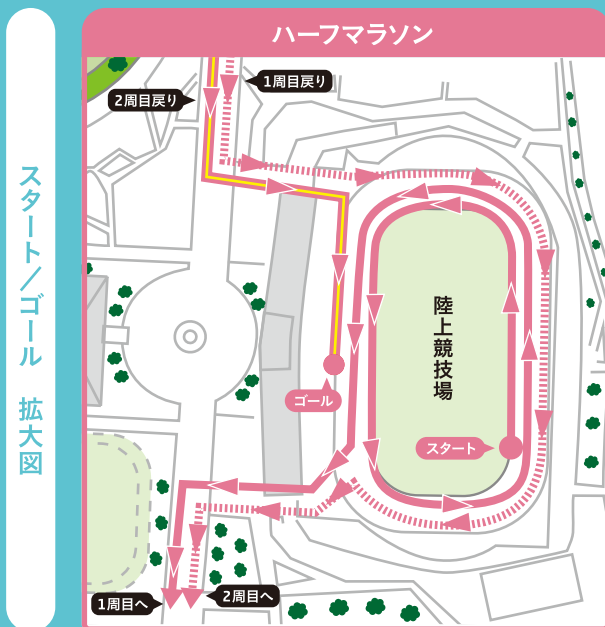 ハーフマラソン
スタート／ゴール 拡大図
1周目戻り
2周目戻り
陸上競技場
ゴール
スタート
1周目へ
2周目へ